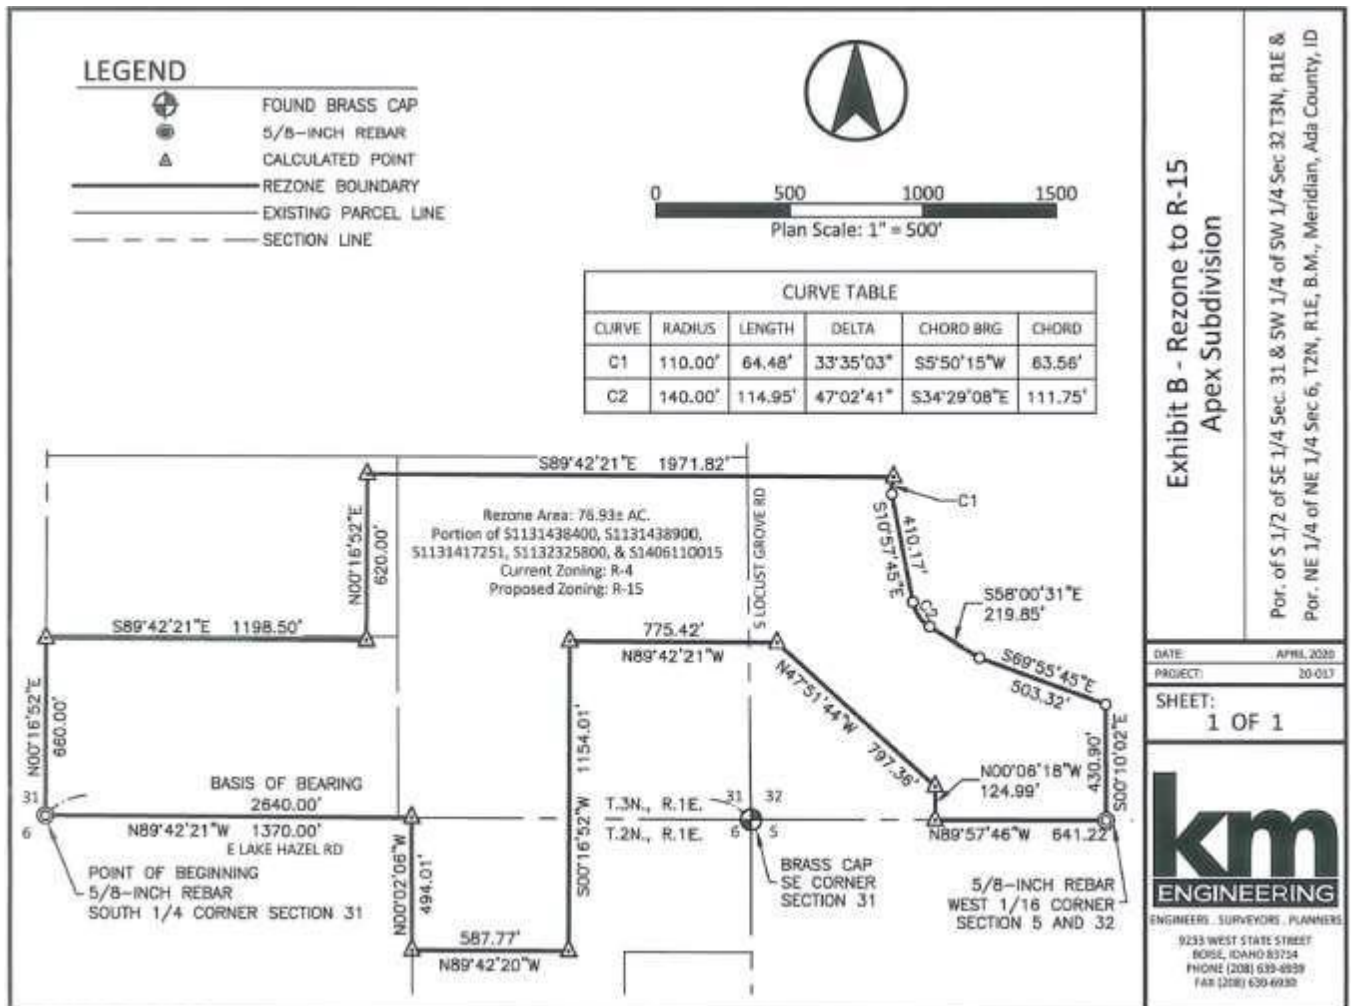 LEGEND
FOUND BRASS CAP
5/8-INCH REBAR
CALCULATED POINT
REZONE BOUNDARY
EXISTING PARCEL LINE
SECTION LINE
0 500 1000 1500
Plan Scale: 1" = 500'
CURVE TABLE
CURVE RADIUS LENGTH DELTA CHORD BRG CHORD
C1 110.00' 64.48' 33°35'03" S5°50'15"W 63.56'
C2 140.00' 114.95' 47°02'41" S34°29'08"E 111.75'
S89°42'21"E 1971.82'
C1
N00°16'52"E
620.00'
Rezone Area: 76.93± AC.
Portion of S1131438400, S1131438900,
S1131417251, S1132325800, & S1406110015
Current Zoning: R-4
Proposed Zoning: R-15
S LOCUST GROVE RD
410.17'
S10°57'45"E
C2
S58°00'31"E
219.85'
S89°42'21"E 1198.50'
775.42'
N89°42'21"W
S69°55'45"E
503.32'
N47°51'44"W
797.36'
N00°16'52"E
660.00'
S00°16'52"W 1154.01'
430.90'
S00°10'02"E
N00°06'18"W
124.99'
BASIS OF BEARING
2640.00'
N89°42'21"W 1370.00'
E LAKE HAZEL RD
31
6
T.3N., R.1E.
T.2N., R.1E.
31 32
6 5
N89°57'46"W 641.22'
POINT OF BEGINNING
5/8-INCH REBAR
SOUTH 1/4 CORNER SECTION 31
N00°02'06"W
494.01'
587.77'
N89°42'20"W
BRASS CAP
SE CORNER
SECTION 31
5/8-INCH REBAR
WEST 1/16 CORNER
SECTION 5 AND 32
Exhibit B - Rezone to R-15
Apex Subdivision
Por. of S 1/2 of SE 1/4 Sec. 31 & SW 1/4 of SW 1/4 Sec 32 T3N, R1E &
Por. NE 1/4 of NE 1/4 Sec 6, T2N, R1E, B.M., Meridian, Ada County, ID
DATE: APRIL 2020
PROJECT: 20-017
SHEET:
1 OF 1
km
ENGINEERING
ENGINEERS . SURVEYORS . PLANNERS
9233 WEST STATE STREET
BOISE, IDAHO 83714
PHONE (208) 639-6939
FAX (208) 639-6930